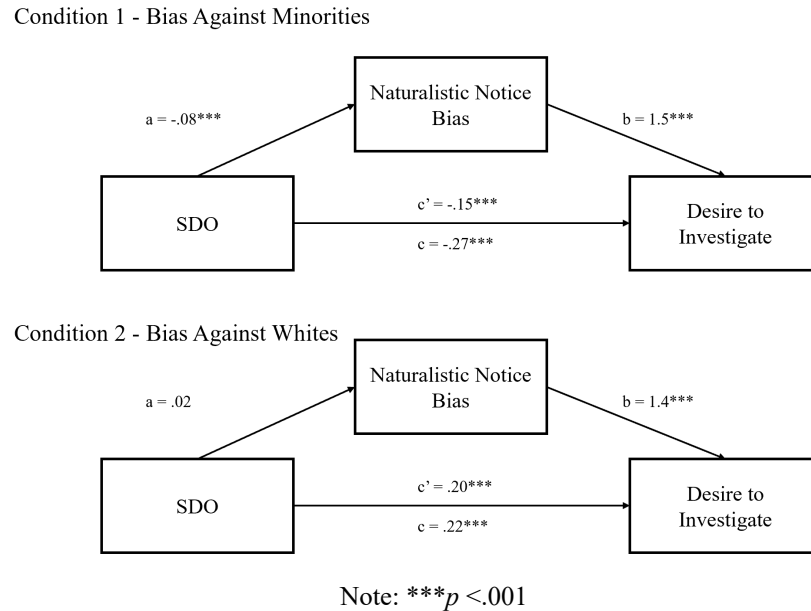 Condition 1 - Bias Against Minorities
Naturalistic Notice
Bias
a = -.08***
b = 1.5***
SDO
c’ = -.15***
c = -.27***
Desire to
Investigate
Condition 2 - Bias Against Whites
Naturalistic Notice
Bias
a = .02
b = 1.4***
SDO
c’ = .20***
c = .22***
Desire to
Investigate
Note: ***p <.001